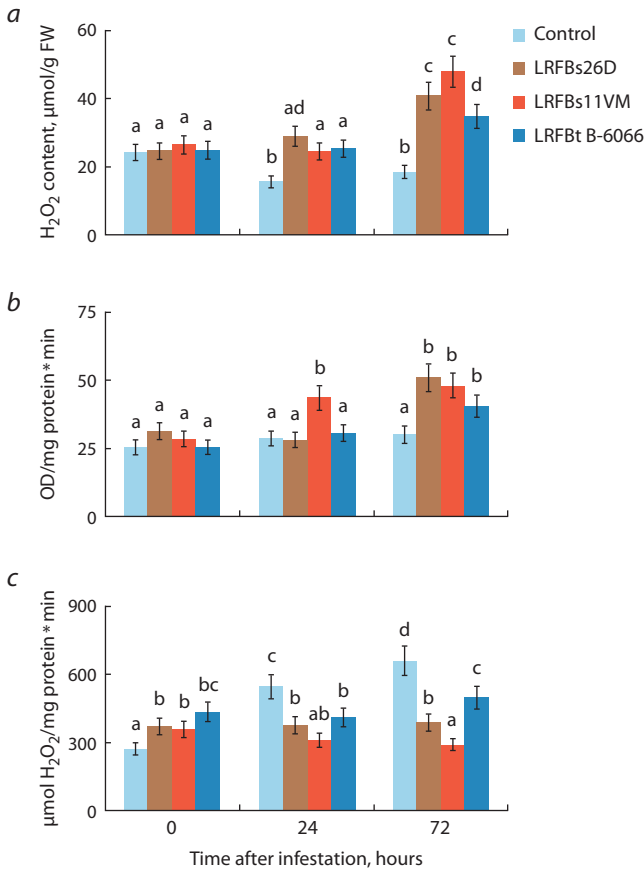 a
H₂O₂ content, μmol/g FW
60
40
20
0
a a a a
b ad a a
b c c d
Control
LRFBs26D
LRFBs11VM
LRFBt B-6066
b
OD/mg protein*min
75
50
25
0
a a a a
a a b a
a b b b
c
μmol H₂O₂/mg protein*min
900
600
300
0
a b b bc
c b ab b
d b a c
0 24 72
Time after infestation, hours